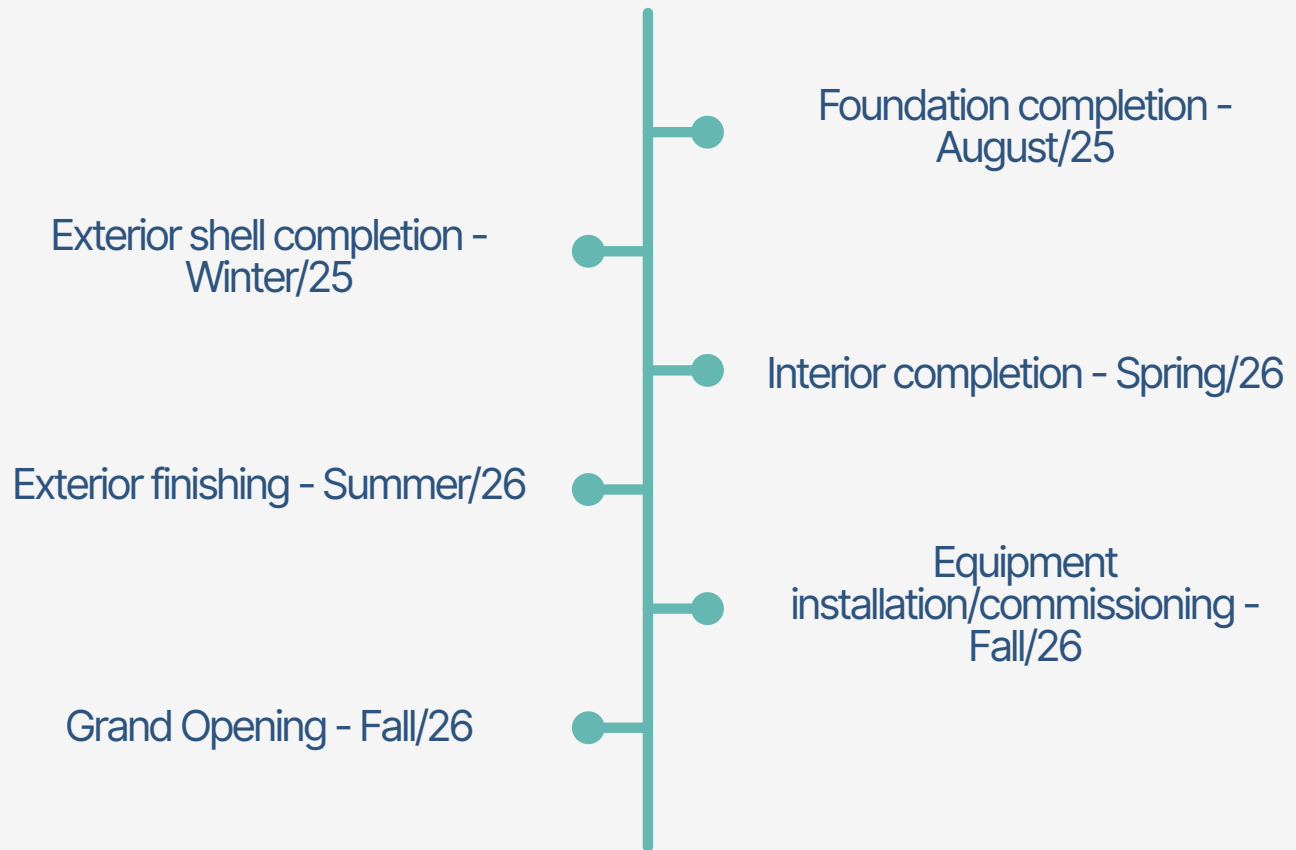 Foundation completion -
August/25
Exterior shell completion -
Winter/25
Interior completion - Spring/26
Exterior finishing - Summer/26
Equipment
installation/commissioning -
Fall/26
Grand Opening - Fall/26